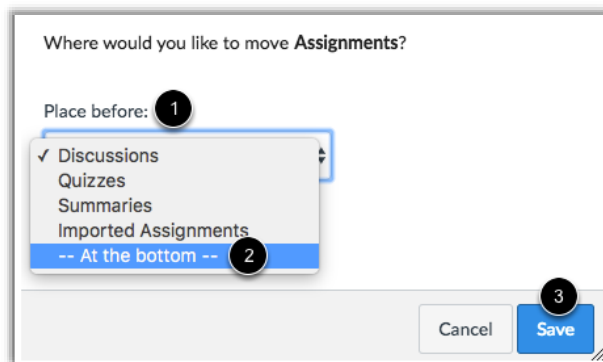 Where would you like to move Assignments?
Place before: 1
✓ Discussions
Quizzes
Summaries
Imported Assignments
-- At the bottom -- 2
3
Cancel Save